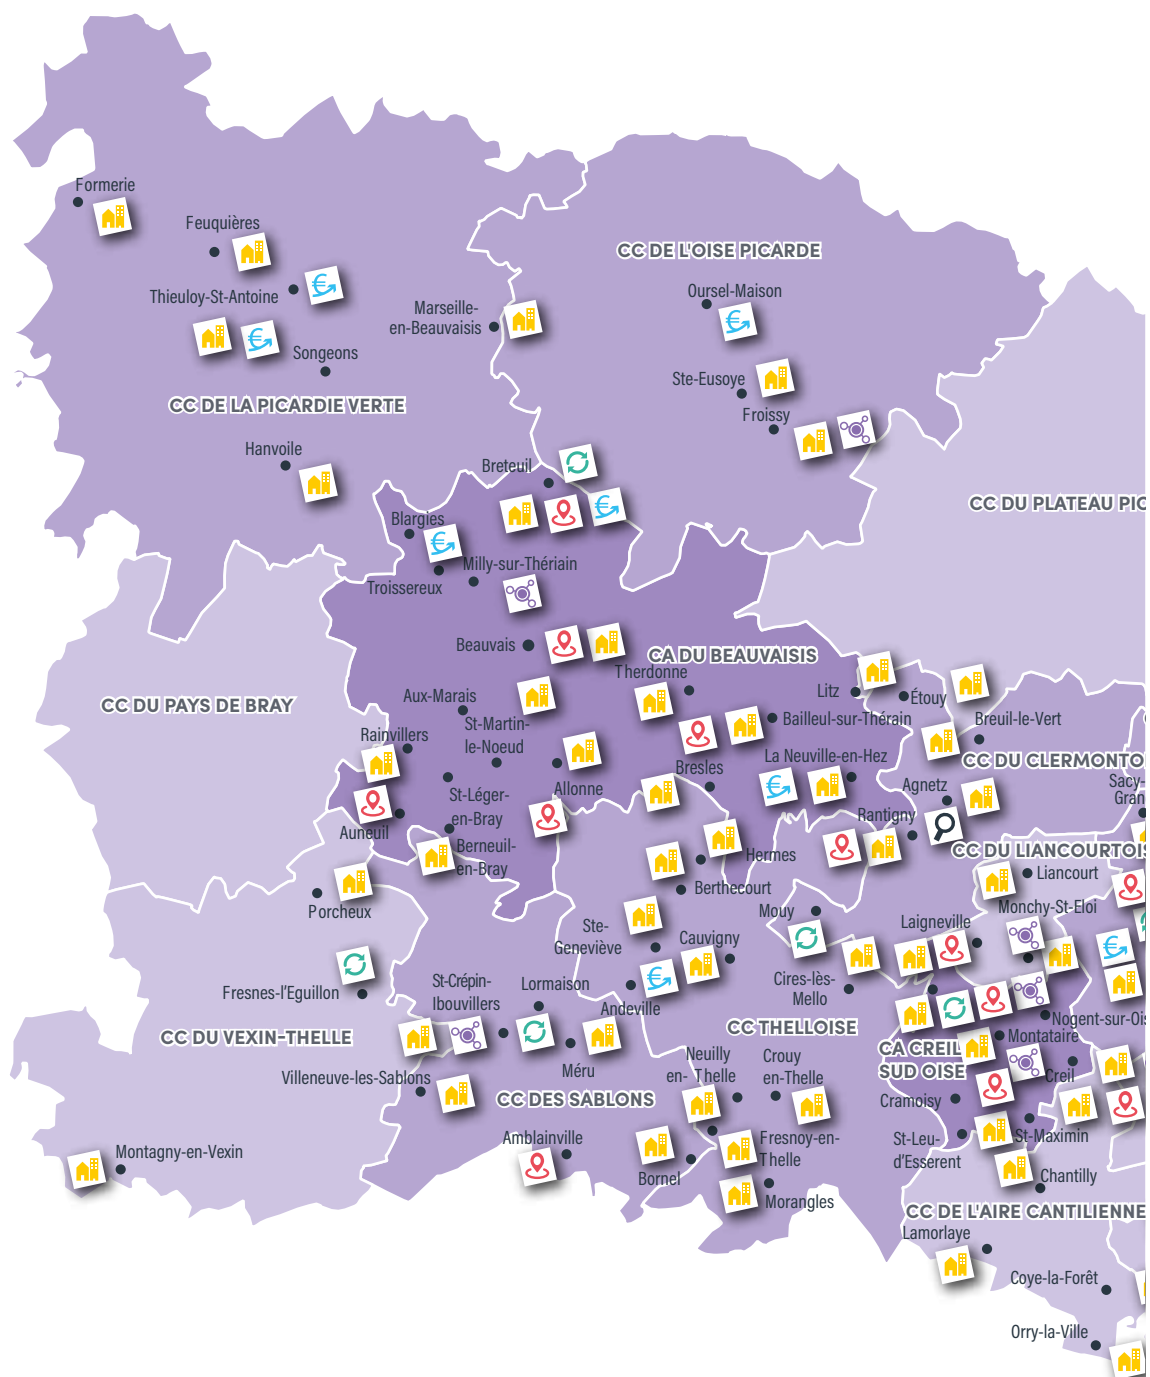 Formerie
Feuquières
CC DE L'OISE PICARDE
Thieuloy-St-Antoine
Oursel-Maison
Marseille-
en-Beauvaisis
Songeons
Ste-Eusoye
CC DE LA PICARDIE VERTE
Froissy
Hanvoile
Breteuil
CC DU PLATEAU PIC
Blargies
Milly-sur-Thériain
Troissereux
Beauvais
CA DU BEAUVAISIS
Therdonne
Litz
Étouy
Aux-Marais
CC DU PAYS DE BRAY
Bailleul-sur-Thérain
Breuil-le-Vert
St-Martin-
le-Noeud
Rainvillers
La Neuville-en-Hez
CC DU CLERMONTO
Bresles
Agnetz
Sacy-
Gran
Allonne
St-Léger-
en-Bray
Rantigny
Auneuil
Berneuil-
en-Bray
Hermes
CC DU LIANCOURTOIS
Liancourt
Berthecourt
Porcheux
Mouy
Monchy-St-Eloi
Laigneville
Ste-
Geneviève
Cauvigny
Cires-lès-
Mello
St-Crépin-
Ibouvillers
Lormaison
Fresnes-l'Eguillon
Andeville
Nogent-sur-Ois
CC DU VEXIN-THELLE
CC THELLOISE
Montataire
CA CREIL
SUD OISE
Méru
Neuilly
en- Thelle
Crouy
en-Thelle
Creil
Villeneuve-les-Sablons
CC DES SABLONS
Cramoisy
Amblainville
Fresnoy-en-
Thelle
St-Leu-
d'Esserent
St-Maximin
Montagny-en-Vexin
Bornel
Chantilly
Morangles
CC DE L'AIRE CANTILIENNE
Lamorlaye
Coye-la-Forêt
Orry-la-Ville